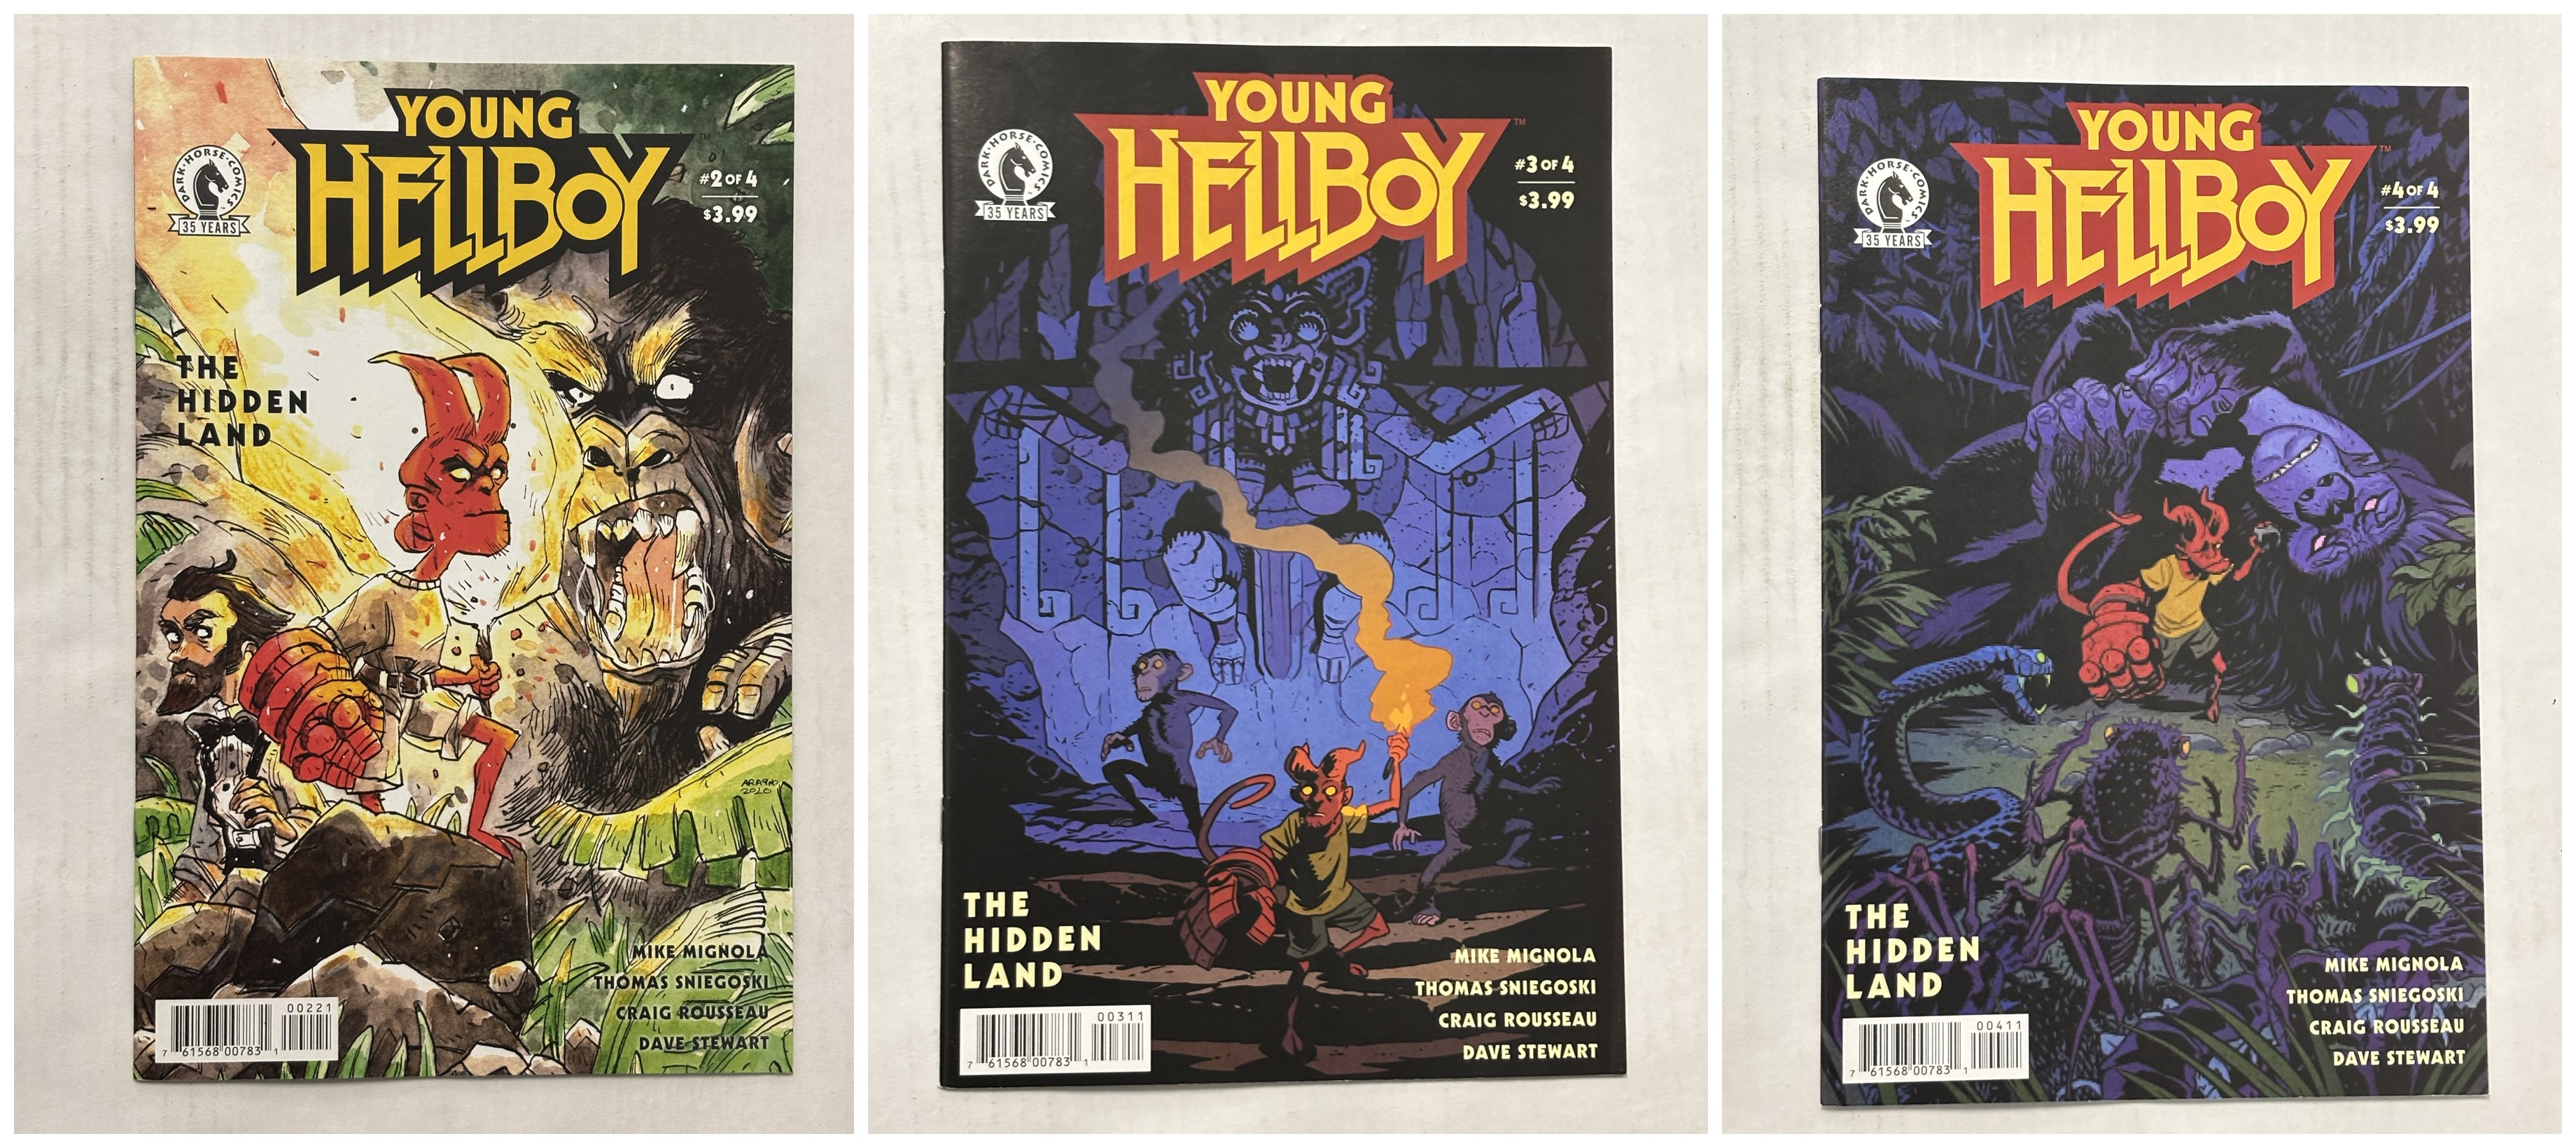 YOUNG
HELLBOY
TM
DARK·HORSE·COMICS
35 YEARS
#2 OF 4
$3.99
THE
HIDDEN
LAND
ARAÚJO
2020
MIKE MIGNOLA
THOMAS SNIEGOSKI
CRAIG ROUSSEAU
DAVE STEWART
00221
7 61568 00783 1
YOUNG
HELLBOY
TM
DARK·HORSE·COMICS
35 YEARS
#3 OF 4
$3.99
THE
HIDDEN
LAND
MIKE MIGNOLA
THOMAS SNIEGOSKI
CRAIG ROUSSEAU
DAVE STEWART
00311
7 61568 00783 1
YOUNG
HELLBOY
TM
DARK·HORSE·COMICS
35 YEARS
#4 OF 4
$3.99
THE
HIDDEN
LAND
MIKE MIGNOLA
THOMAS SNIEGOSKI
CRAIG ROUSSEAU
DAVE STEWART
00411
7 61568 00783 1